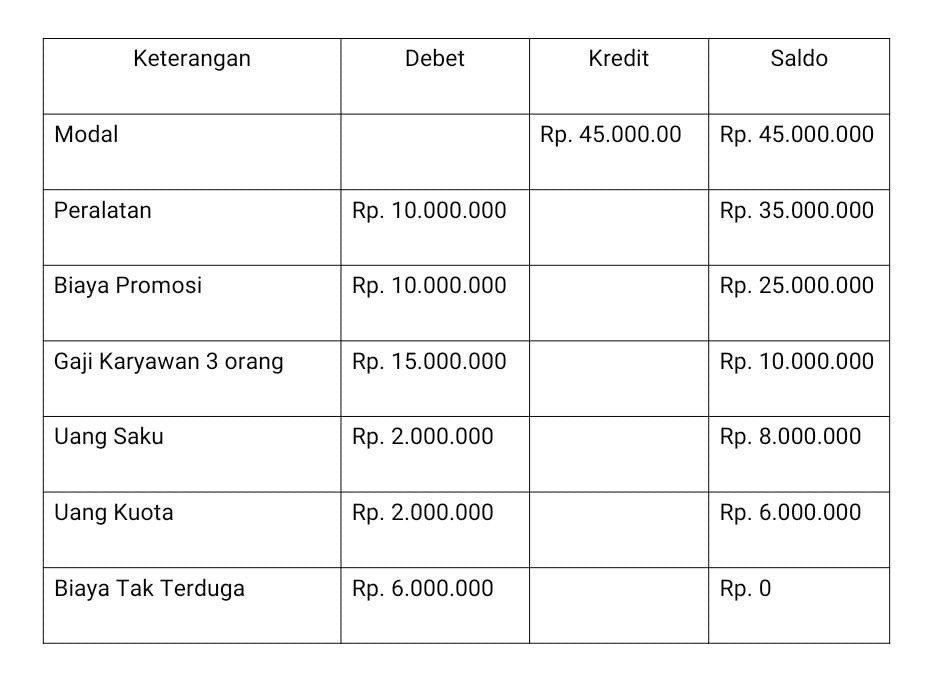 Keterangan Debet Kredit Saldo
Modal Rp. 45.000.00 Rp. 45.000.000
Peralatan Rp. 10.000.000 Rp. 35.000.000
Biaya Promosi Rp. 10.000.000 Rp. 25.000.000
Gaji Karyawan 3 orang Rp. 15.000.000 Rp. 10.000.000
Uang Saku Rp. 2.000.000 Rp. 8.000.000
Uang Kuota Rp. 2.000.000 Rp. 6.000.000
Biaya Tak Terduga Rp. 6.000.000 Rp. 0